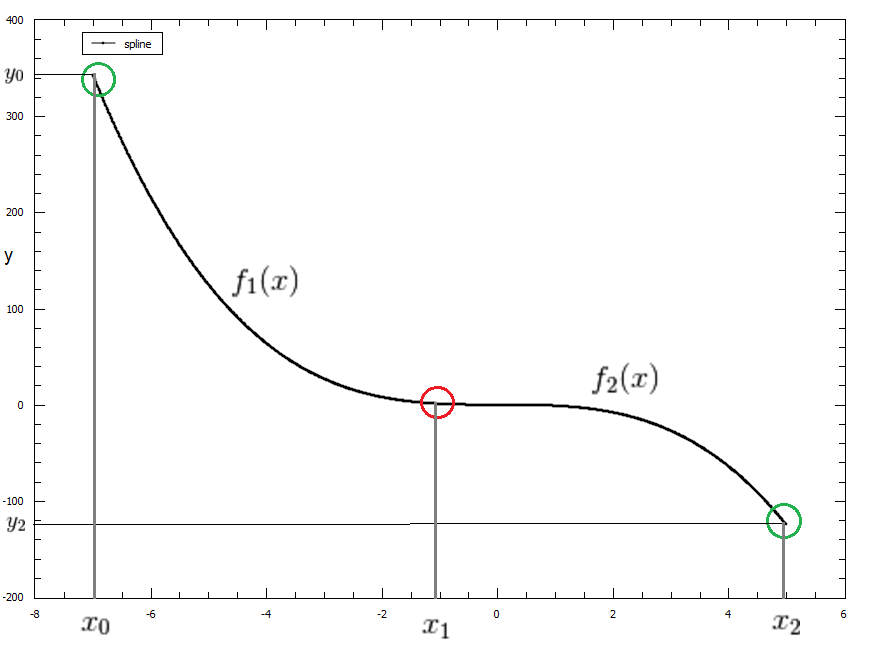 400
spline
y₀
300
200
y
f₁(x)
100
f₂(x)
0
-100
y₂
-200
-8 -6 -4 -2 0 2 4 6
x₀ x₁ x₂